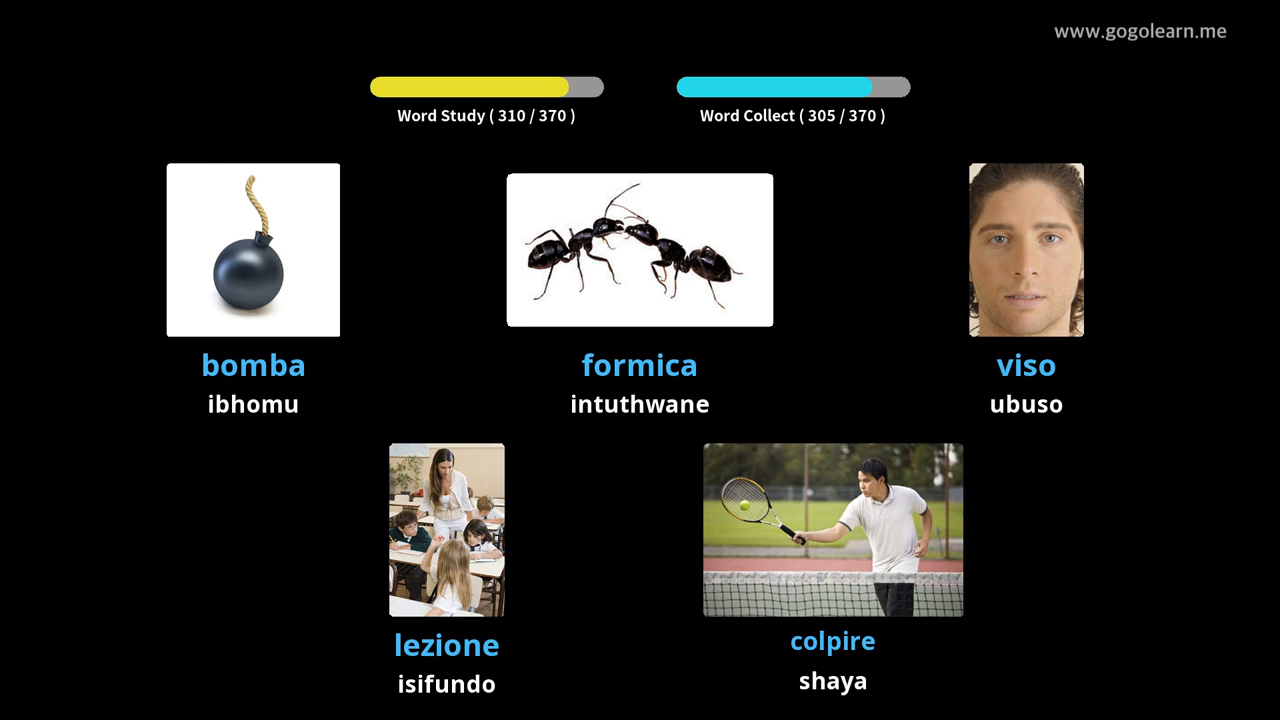 www.gogolearn.me
Word Study ( 310 / 370 )
Word Collect ( 305 / 370 )
bomba
ibhomu
formica
intuthwane
viso
ubuso
lezione
isifundo
colpire
shaya